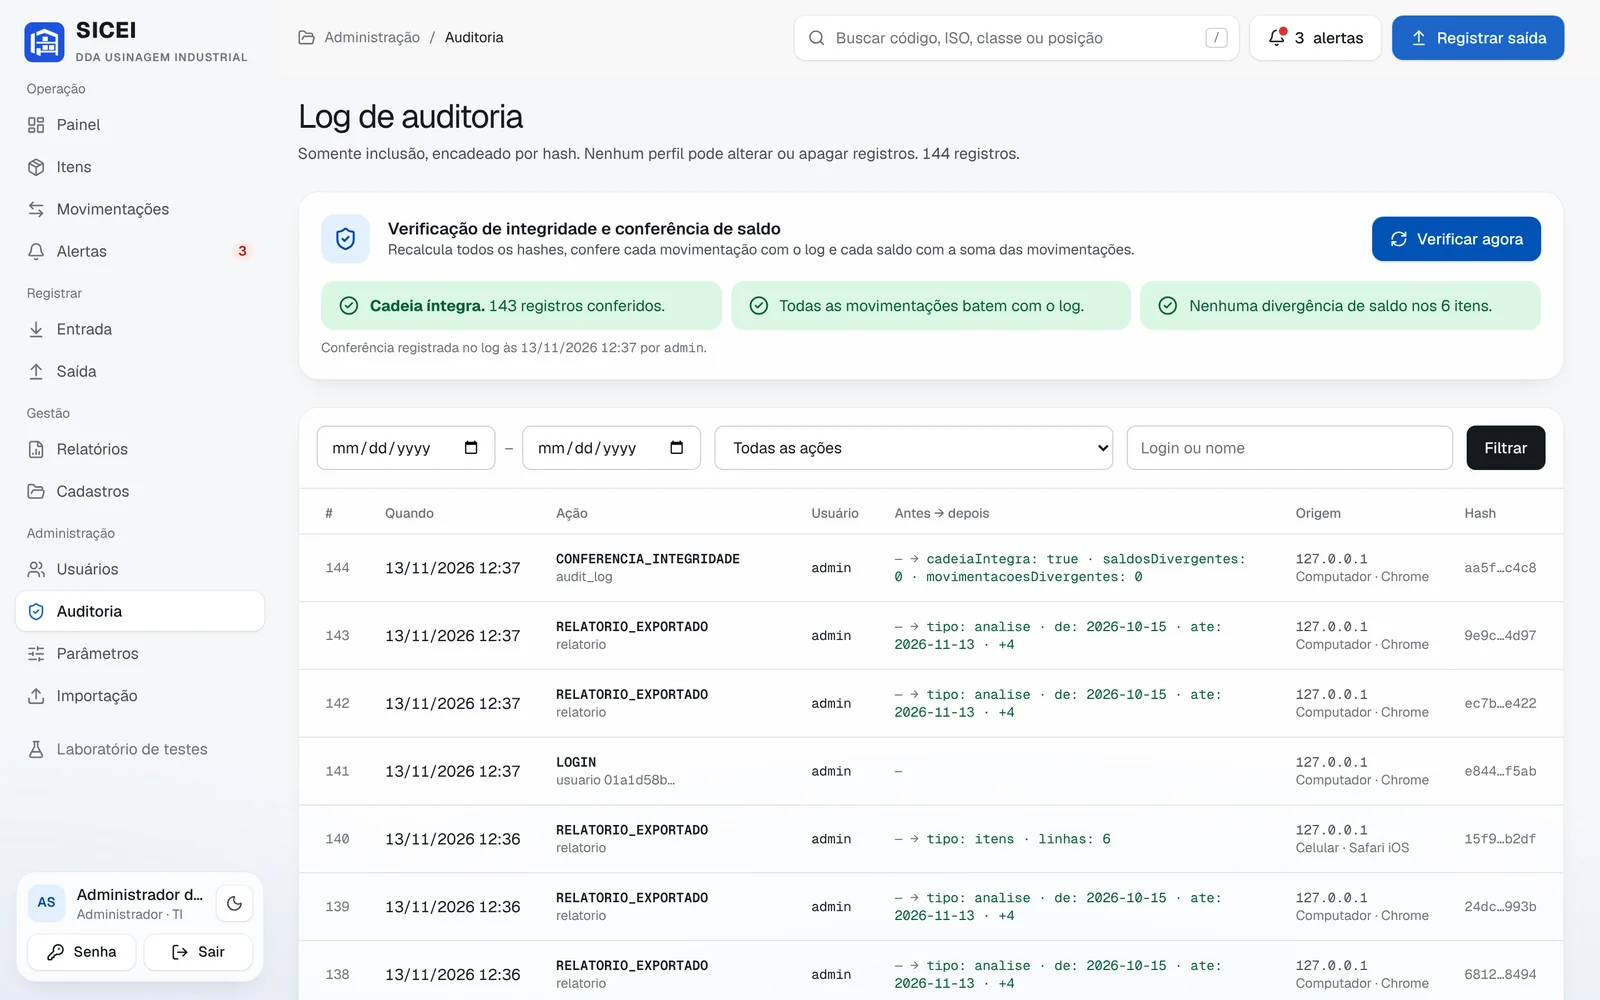 SICEI
DDA USINAGEM INDUSTRIAL
Operação
Painel
Itens
Movimentações
Alertas 3
Registrar
Entrada
Saída
Gestão
Relatórios
Cadastros
Administração
Usuários
Auditoria
Parâmetros
Importação
Laboratório de testes
AS Administrador d...
Administrador · TI
Senha Sair
Administração / Auditoria
Buscar código, ISO, classe ou posição /
3 alertas
Registrar saída
Log de auditoria
Somente inclusão, encadeado por hash. Nenhum perfil pode alterar ou apagar registros. 144 registros.
Verificação de integridade e conferência de saldo
Recalcula todos os hashes, confere cada movimentação com o log e cada saldo com a soma das movimentações.
Verificar agora
Cadeia íntegra. 143 registros conferidos.
Todas as movimentações batem com o log.
Nenhuma divergência de saldo nos 6 itens.
Conferência registrada no log às 13/11/2026 12:37 por admin.
mm/dd/yyyy – mm/dd/yyyy Todas as ações Login ou nome Filtrar
# Quando Ação Usuário Antes → depois Origem Hash
144 13/11/2026 12:37 CONFERENCIA_INTEGRIDADE admin — → cadeiaIntegra: true · saldosDivergentes: 127.0.0.1 aa5f…c4c8
audit_log 0 · movimentacoesDivergentes: 0 Computador · Chrome
143 13/11/2026 12:37 RELATORIO_EXPORTADO admin — → tipo: analise · de: 2026-10-15 · ate: 127.0.0.1 9e9c…4d97
relatorio 2026-11-13 · +4 Computador · Chrome
142 13/11/2026 12:37 RELATORIO_EXPORTADO admin — → tipo: analise · de: 2026-10-15 · ate: 127.0.0.1 ec7b…e422
relatorio 2026-11-13 · +4 Computador · Chrome
141 13/11/2026 12:37 LOGIN admin — 127.0.0.1 e844…f5ab
usuario 01a1d58b… Computador · Chrome
140 13/11/2026 12:36 RELATORIO_EXPORTADO admin — → tipo: itens · linhas: 6 127.0.0.1 15f9…b2df
relatorio Celular · Safari iOS
139 13/11/2026 12:36 RELATORIO_EXPORTADO admin — → tipo: analise · de: 2026-10-15 · ate: 127.0.0.1 24dc…993b
relatorio 2026-11-13 · +4 Computador · Chrome
138 13/11/2026 12:36 RELATORIO_EXPORTADO admin — → tipo: analise · de: 2026-10-15 · ate: 127.0.0.1 6812…8494
relatorio 2026-11-13 · +4 Computador · Chrome